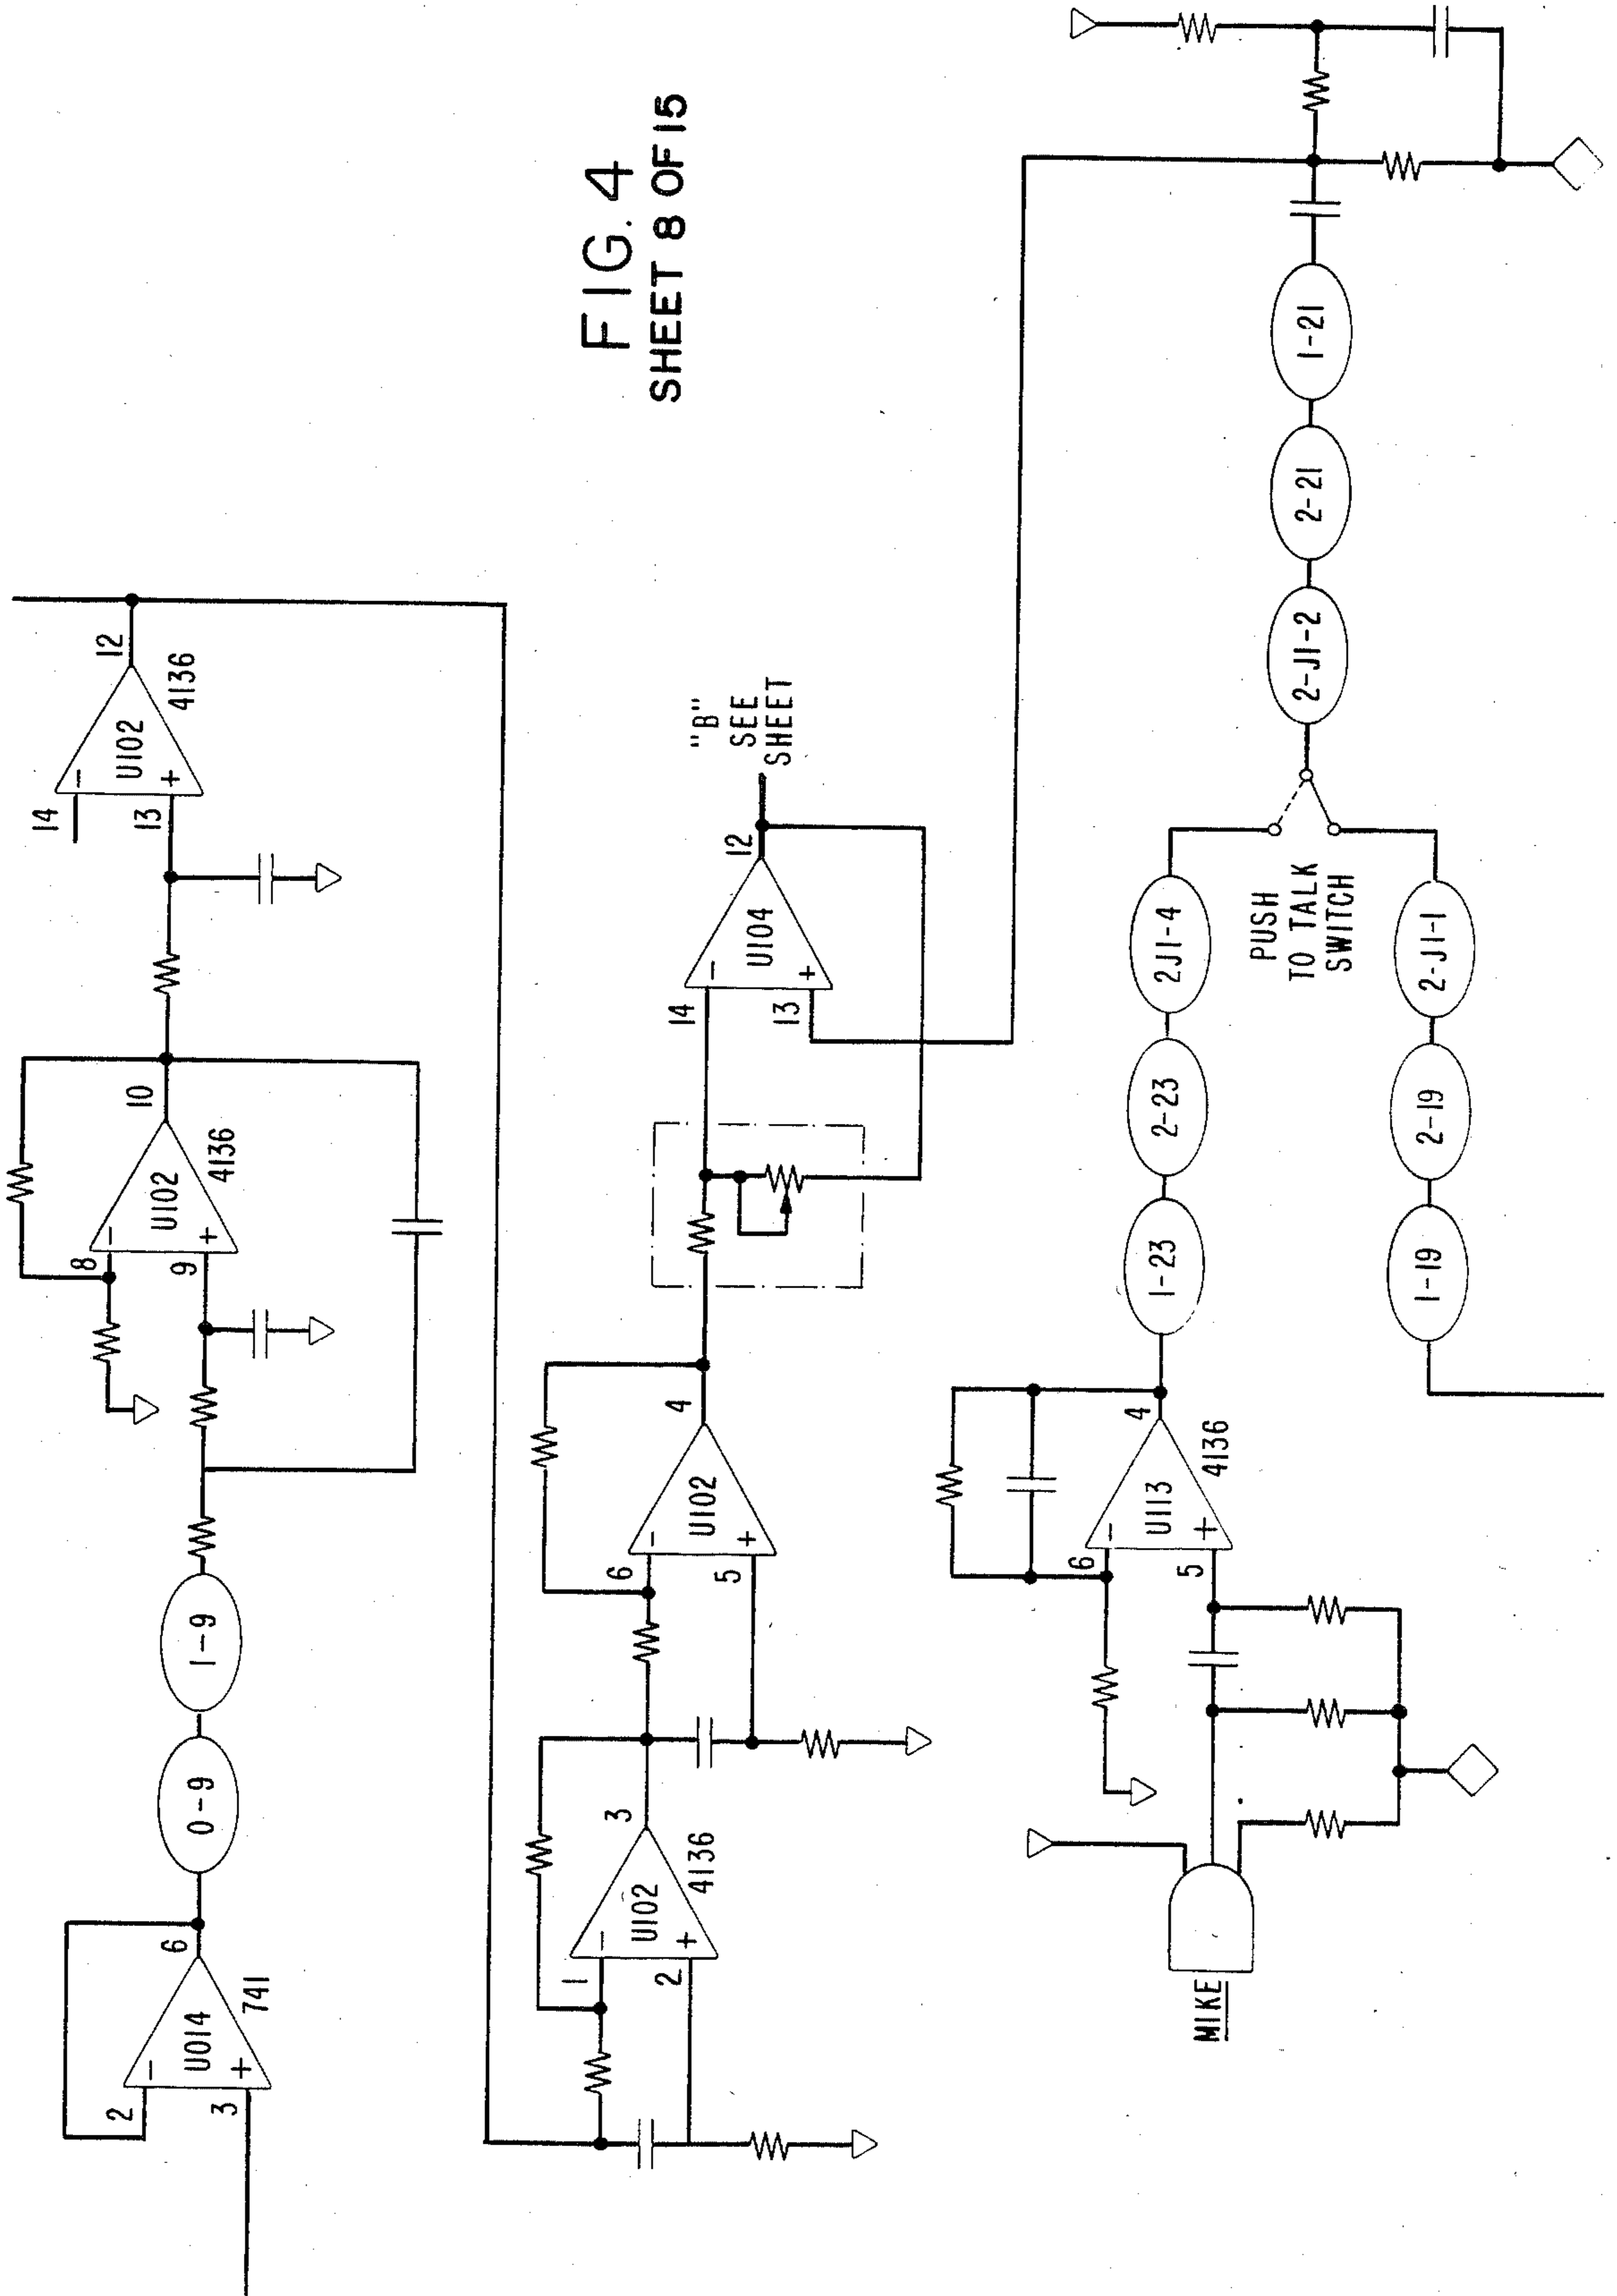 FIG. 4
SHEET 8 OF 15
2
3
U014
-
+
6
741
0-9
1-9
8
9
U102
-
+
10
4136
14
13
U102
-
+
12
4136
1
2
U102
-
+
3
4136
6
5
U102
-
+
4
14
13
U104
-
+
12
"B"
SEE
SHEET
MIKE
6
5
U113
-
+
4
4136
1-23
2-23
2J1-4
PUSH
TO TALK
SWITCH
1-19
2-19
2-J1-1
2-J1-2
2-21
1-21